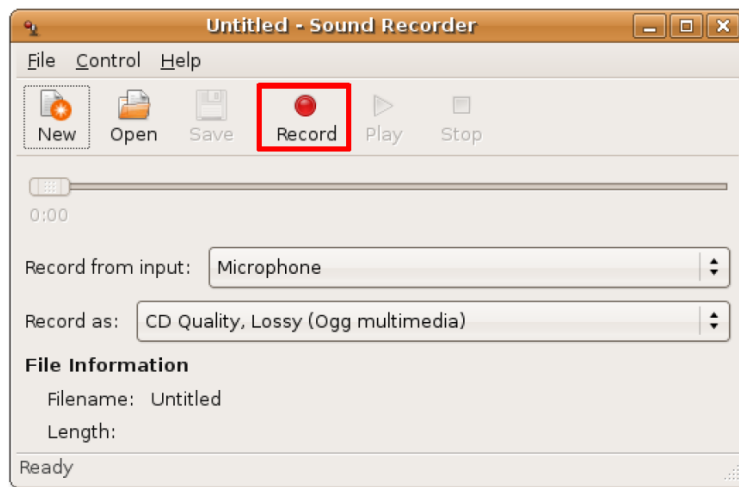 Untitled - Sound Recorder
File Control Help
New Open Save Record Play Stop
0:00
Record from input: Microphone
Record as: CD Quality, Lossy (Ogg multimedia)
File Information
Filename: Untitled
Length:
Ready